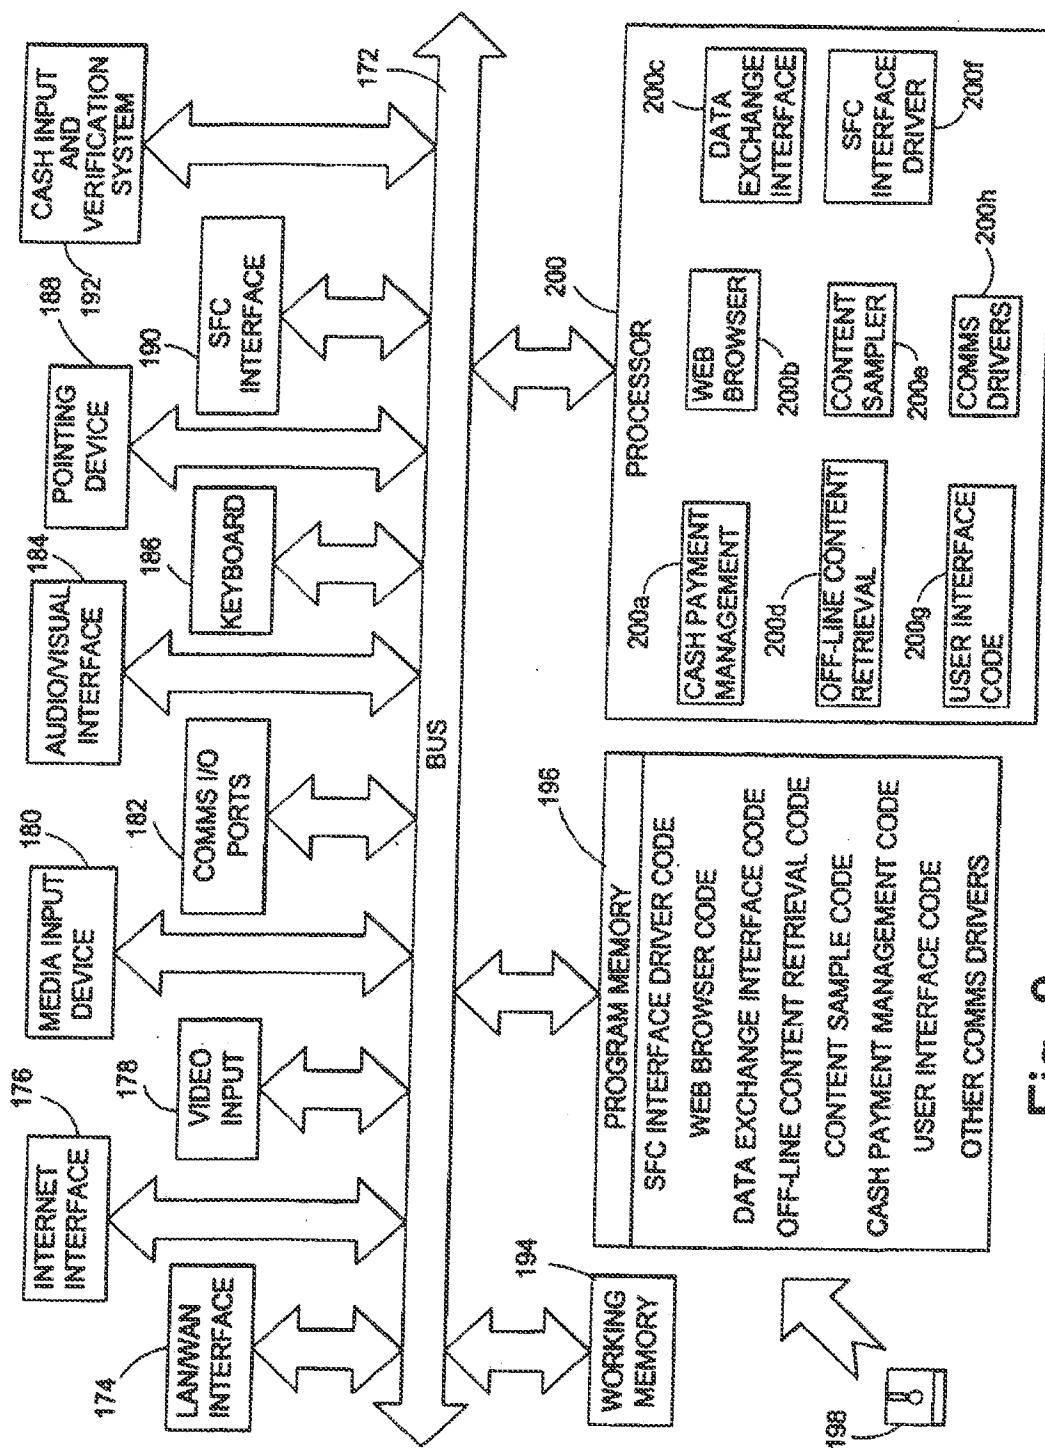 INTERNET
INTERFACE
176
MEDIA INPUT
DEVICE
180
AUDIO/VISUAL
INTERFACE
184
POINTING
DEVICE
188
CASH INPUT
AND
VERIFICATION
SYSTEM
192
LAN/WAN
INTERFACE
174
VIDEO
INPUT
178
COMMS I/O
PORTS
182
KEYBOARD
186
SFC
INTERFACE
190
BUS
172
WORKING
MEMORY
194
198
196
PROGRAM MEMORY
SFC INTERFACE DRIVER CODE
WEB BROWSER CODE
DATA EXCHANGE INTERFACE CODE
OFF-LINE CONTENT RETRIEVAL CODE
CONTENT SAMPLE CODE
CASH PAYMENT MANAGEMENT CODE
USER INTERFACE CODE
OTHER COMMS DRIVERS
PROCESSOR
200
200a
CASH PAYMENT
MANAGEMENT
WEB
BROWSER
200b
DATA
EXCHANGE
INTERFACE
200c
200d
OFF-LINE CONTENT
RETRIEVAL
CONTENT
SAMPLER
200e
SFC
INTERFACE
DRIVER
200f
200g
USER INTERFACE
CODE
COMMS
DRIVERS
200h
Fig.